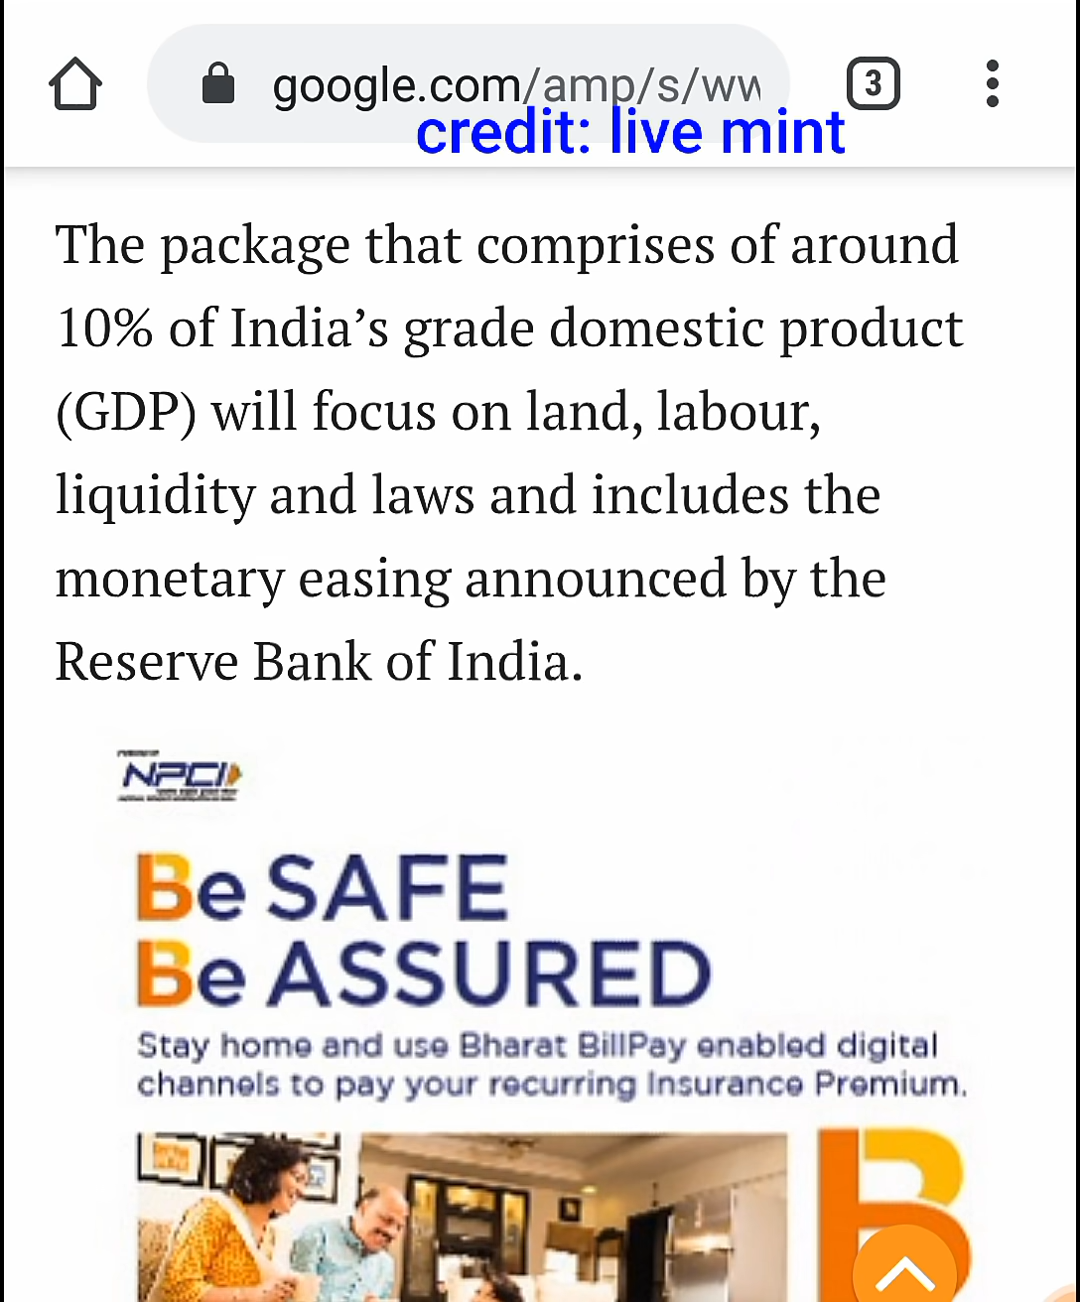 google.com/amp/s/ww
3
credit: live mint
The package that comprises of around
10% of India’s grade domestic product
(GDP) will focus on land, labour,
liquidity and laws and includes the
monetary easing announced by the
Reserve Bank of India.
NPCI
Be SAFE
Be ASSURED
Stay home and use Bharat BillPay enabled digital
channels to pay your recurring Insurance Premium.
B